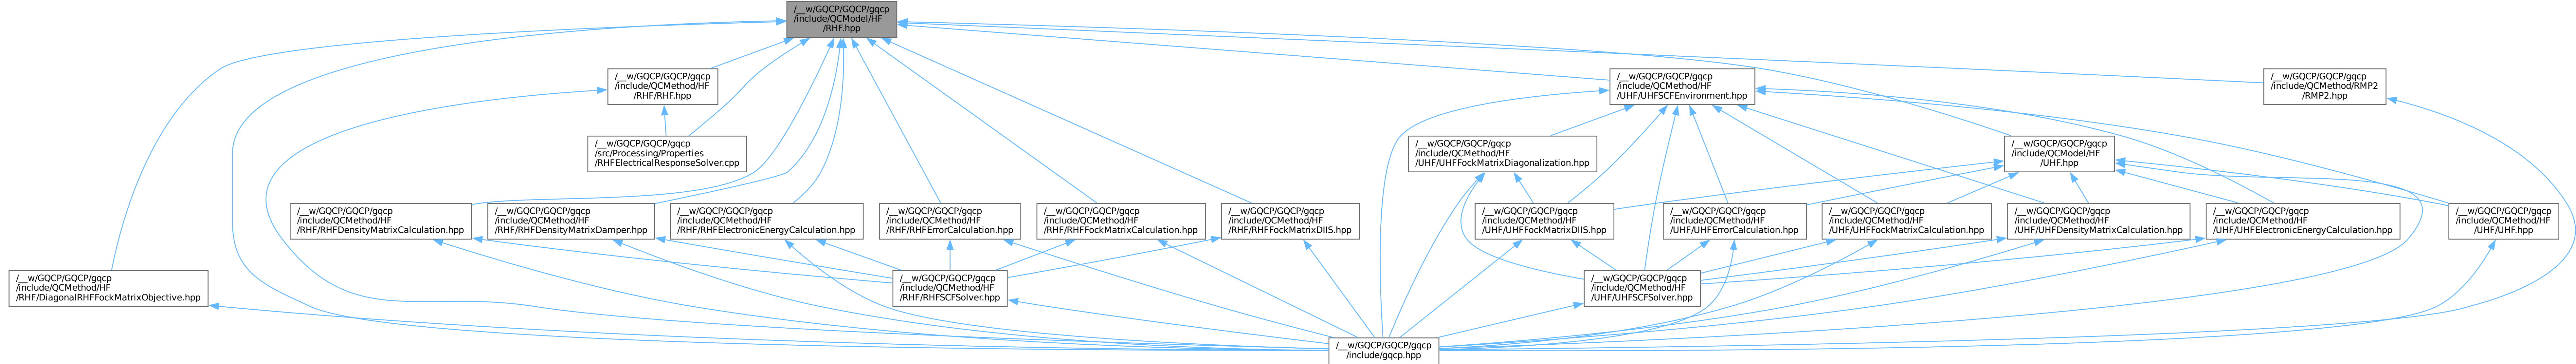 /__w/GQCP/GQCP/gqcp
/include/QCModel/HF
/RHF.hpp
/__w/GQCP/GQCP/gqcp
/include/QCMethod/HF
/RHF/RHF.hpp
/__w/GQCP/GQCP/gqcp
/include/QCMethod/HF
/UHF/UHFSCFEnvironment.hpp
/__w/GQCP/GQCP/gqcp
/include/QCMethod/RMP2
/RMP2.hpp
/__w/GQCP/GQCP/gqcp
/src/Processing/Properties
/RHFElectricalResponseSolver.cpp
/__w/GQCP/GQCP/gqcp
/include/QCMethod/HF
/UHF/UHFFockMatrixDiagonalization.hpp
/__w/GQCP/GQCP/gqcp
/include/QCModel/HF
/UHF.hpp
/__w/GQCP/GQCP/gqcp
/include/QCMethod/HF
/RHF/RHFDensityMatrixCalculation.hpp
/__w/GQCP/GQCP/gqcp
/include/QCMethod/HF
/RHF/RHFDensityMatrixDamper.hpp
/__w/GQCP/GQCP/gqcp
/include/QCMethod/HF
/RHF/RHFElectronicEnergyCalculation.hpp
/__w/GQCP/GQCP/gqcp
/include/QCMethod/HF
/RHF/RHFErrorCalculation.hpp
/__w/GQCP/GQCP/gqcp
/include/QCMethod/HF
/RHF/RHFFockMatrixCalculation.hpp
/__w/GQCP/GQCP/gqcp
/include/QCMethod/HF
/RHF/RHFFockMatrixDIIS.hpp
/__w/GQCP/GQCP/gqcp
/include/QCMethod/HF
/UHF/UHFFockMatrixDIIS.hpp
/__w/GQCP/GQCP/gqcp
/include/QCMethod/HF
/UHF/UHFErrorCalculation.hpp
/__w/GQCP/GQCP/gqcp
/include/QCMethod/HF
/UHF/UHFFockMatrixCalculation.hpp
/__w/GQCP/GQCP/gqcp
/include/QCMethod/HF
/UHF/UHFDensityMatrixCalculation.hpp
/__w/GQCP/GQCP/gqcp
/include/QCMethod/HF
/UHF/UHFElectronicEnergyCalculation.hpp
/__w/GQCP/GQCP/gqcp
/include/QCMethod/HF
/UHF/UHF.hpp
/__w/GQCP/GQCP/gqcp
/include/QCMethod/HF
/RHF/DiagonalRHFFockMatrixObjective.hpp
/__w/GQCP/GQCP/gqcp
/include/QCMethod/HF
/RHF/RHFSCFSolver.hpp
/__w/GQCP/GQCP/gqcp
/include/QCMethod/HF
/UHF/UHFSCFSolver.hpp
/__w/GQCP/GQCP/gqcp
/include/gqcp.hpp